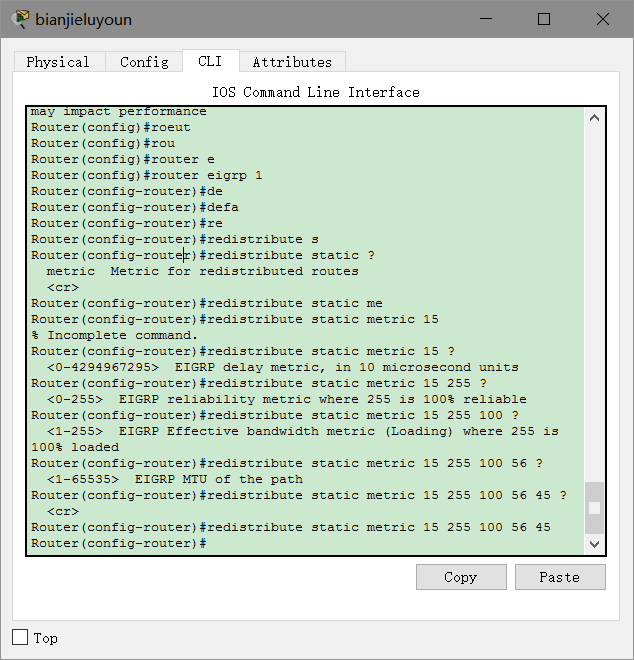 bianjieluyoun
Physical Config CLI Attributes
IOS Command Line Interface
may impact performance
Router(config)#roeut
Router(config)#rou
Router(config)#router e
Router(config)#router eigrp 1
Router(config-router)#de
Router(config-router)#defa
Router(config-router)#re
Router(config-router)#redistribute s
Router(config-router)#redistribute static ?
  metric  Metric for redistributed routes
  <cr>
Router(config-router)#redistribute static me
Router(config-router)#redistribute static metric 15
% Incomplete command.
Router(config-router)#redistribute static metric 15 ?
  <0-4294967295>  EIGRP delay metric, in 10 microsecond units
Router(config-router)#redistribute static metric 15 255 ?
  <0-255>  EIGRP reliability metric where 255 is 100% reliable
Router(config-router)#redistribute static metric 15 255 100 ?
  <1-255>  EIGRP Effective bandwidth metric (Loading) where 255 is
100% loaded
Router(config-router)#redistribute static metric 15 255 100 56 ?
  <1-65535>  EIGRP MTU of the path
Router(config-router)#redistribute static metric 15 255 100 56 45 ?
  <cr>
Router(config-router)#redistribute static metric 15 255 100 56 45
Router(config-router)#
Copy Paste
Top